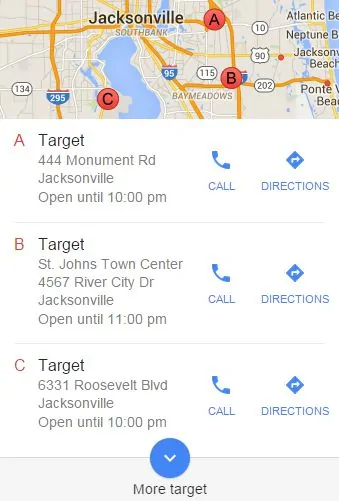 Jacksonville
A
Atlantic Be
SOUTHBANK
Neptune B
90
Jacksonv
Beach
95
115
B
134
295
202
Ponte V
Beach
C
BAYMEADOWS
A Target
444 Monument Rd
Jacksonville
Open until 10:00 pm
CALL DIRECTIONS
B Target
St. Johns Town Center
4567 River City Dr
Jacksonville
Open until 11:00 pm
CALL DIRECTIONS
C Target
6331 Roosevelt Blvd
Jacksonville
Open until 10:00 pm
CALL DIRECTIONS
More target